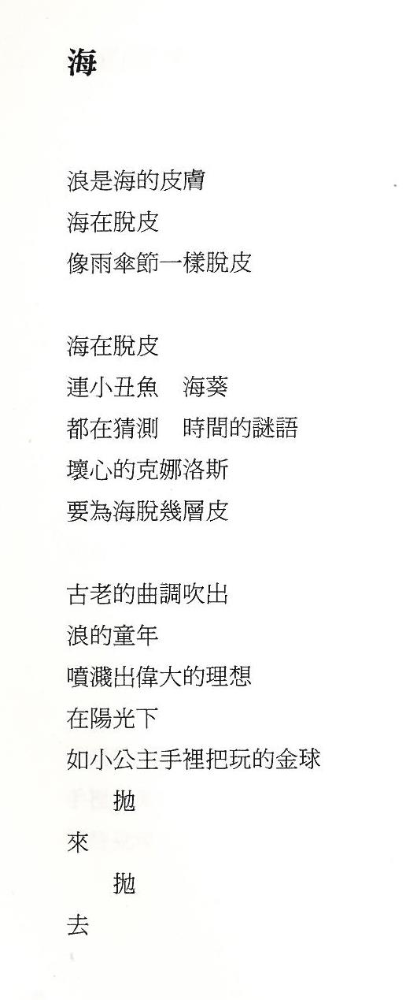 海
浪是海的皮膚
海在脫皮
像雨傘節一樣脫皮
海在脫皮
連小丑魚　海葵
都在猜測　時間的謎語
壞心的克娜洛斯
要為海脫幾層皮
古老的曲調吹出
浪的童年
噴濺出偉大的理想
在陽光下
如小公主手裡把玩的金球
　　拋
來
　　拋
去